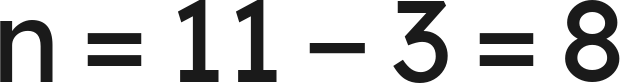 n = 11 − 3 = 8